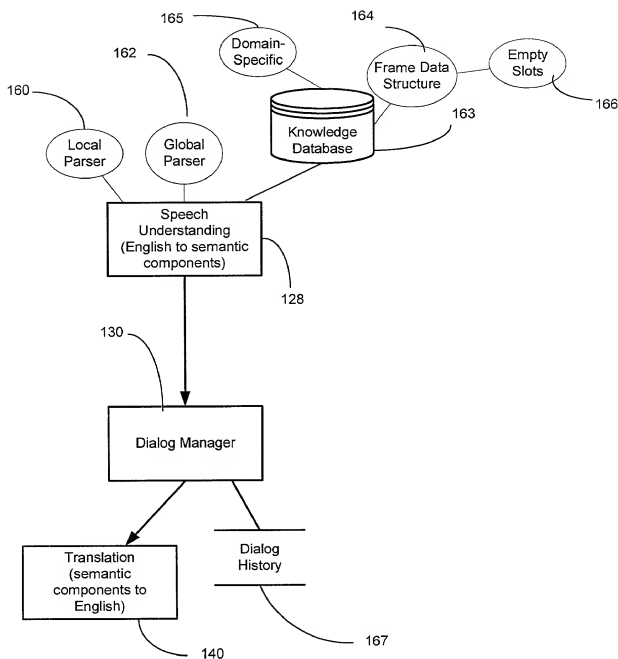 165
164
162
Domain-
Specific
Frame Data
Structure
Empty
Slots
160
166
163
Local
Parser
Global
Parser
Knowledge
Database
Speech
Understanding
(English to semantic
components)
128
130
Dialog Manager
Translation
(semantic
components to
English)
Dialog
History
140
167